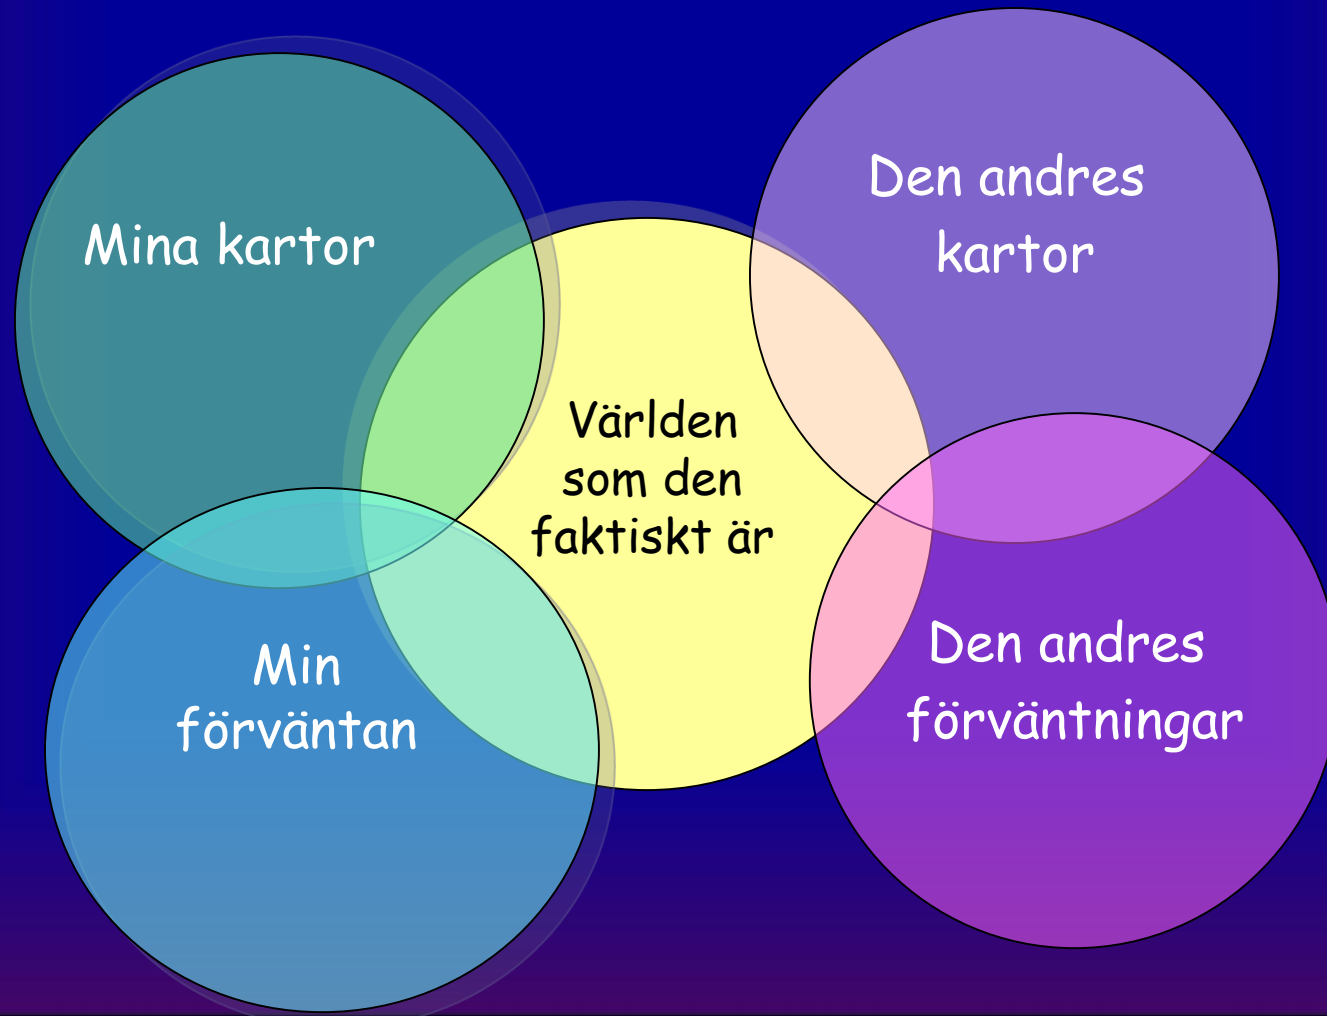 Mina kartor
Den andres
kartor
Världen
som den
faktiskt är
Min
förväntan
Den andres
förväntningar